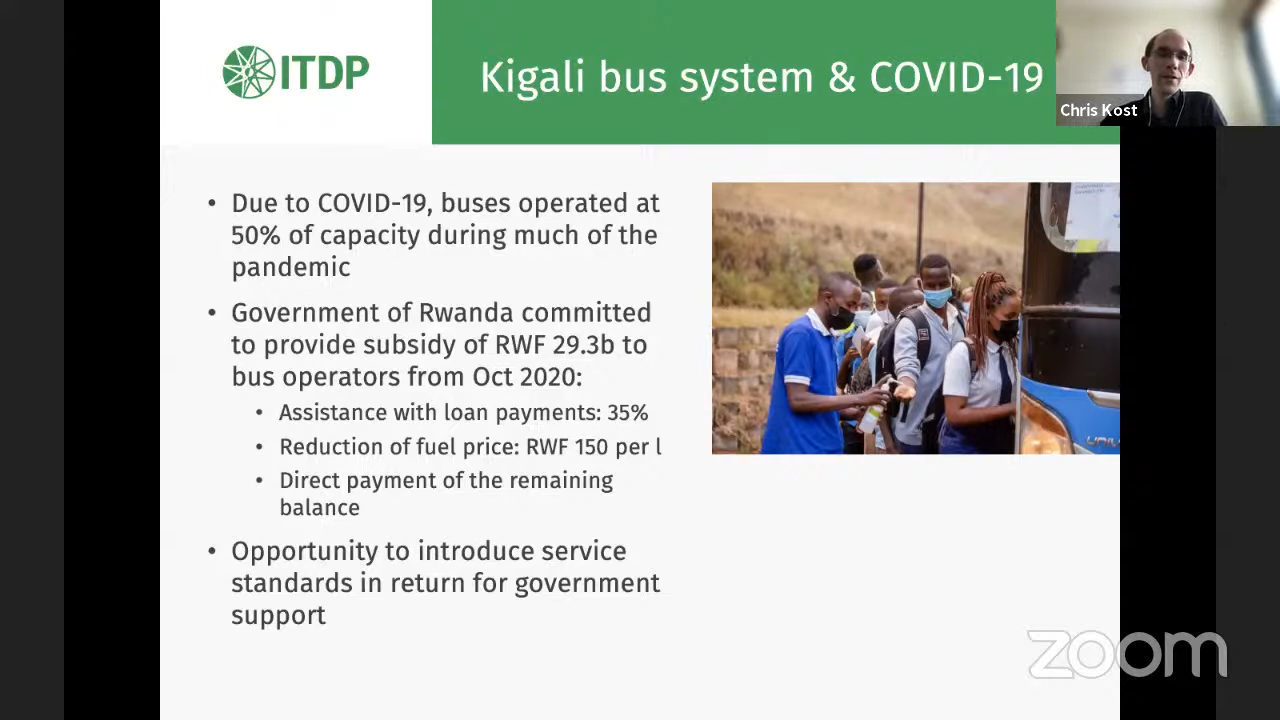 ITDP
Kigali bus system & COVID-19
Chris Kost
• Due to COVID-19, buses operated at
50% of capacity during much of the
pandemic
• Government of Rwanda committed
to provide subsidy of RWF 29.3b to
bus operators from Oct 2020:
• Assistance with loan payments: 35%
• Reduction of fuel price: RWF 150 per l
• Direct payment of the remaining
balance
• Opportunity to introduce service
standards in return for government
support
zoom